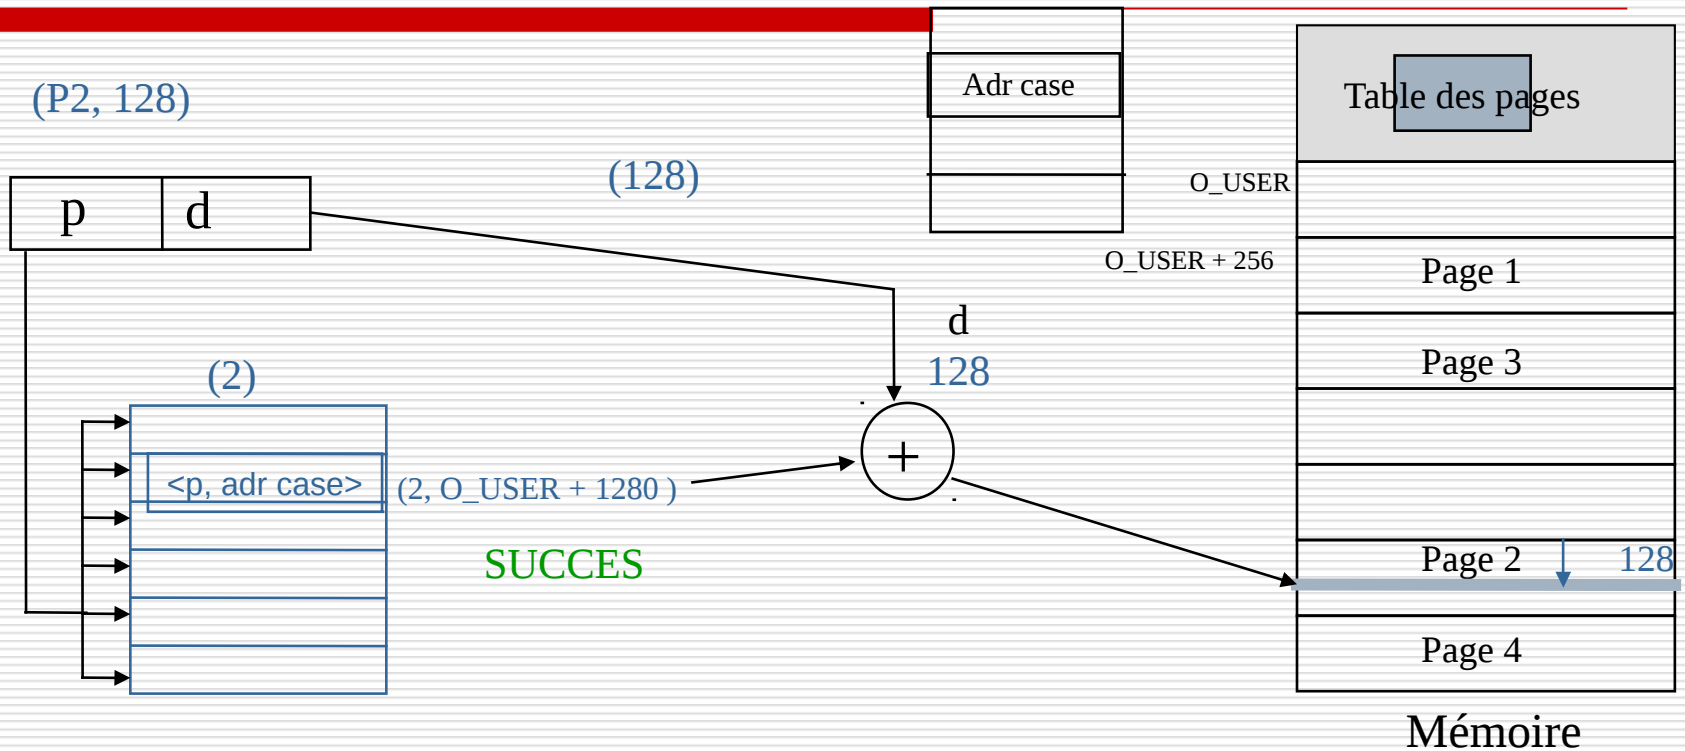 Adr case
Table des pages
(P2, 128)
(128)
O_USER
p d
O_USER + 256
Page 1
d
128
Page 3
(2)
<p, adr case>
(2, O_USER + 1280 )
+
SUCCES
Page 2
128
Page 4
Mémoire